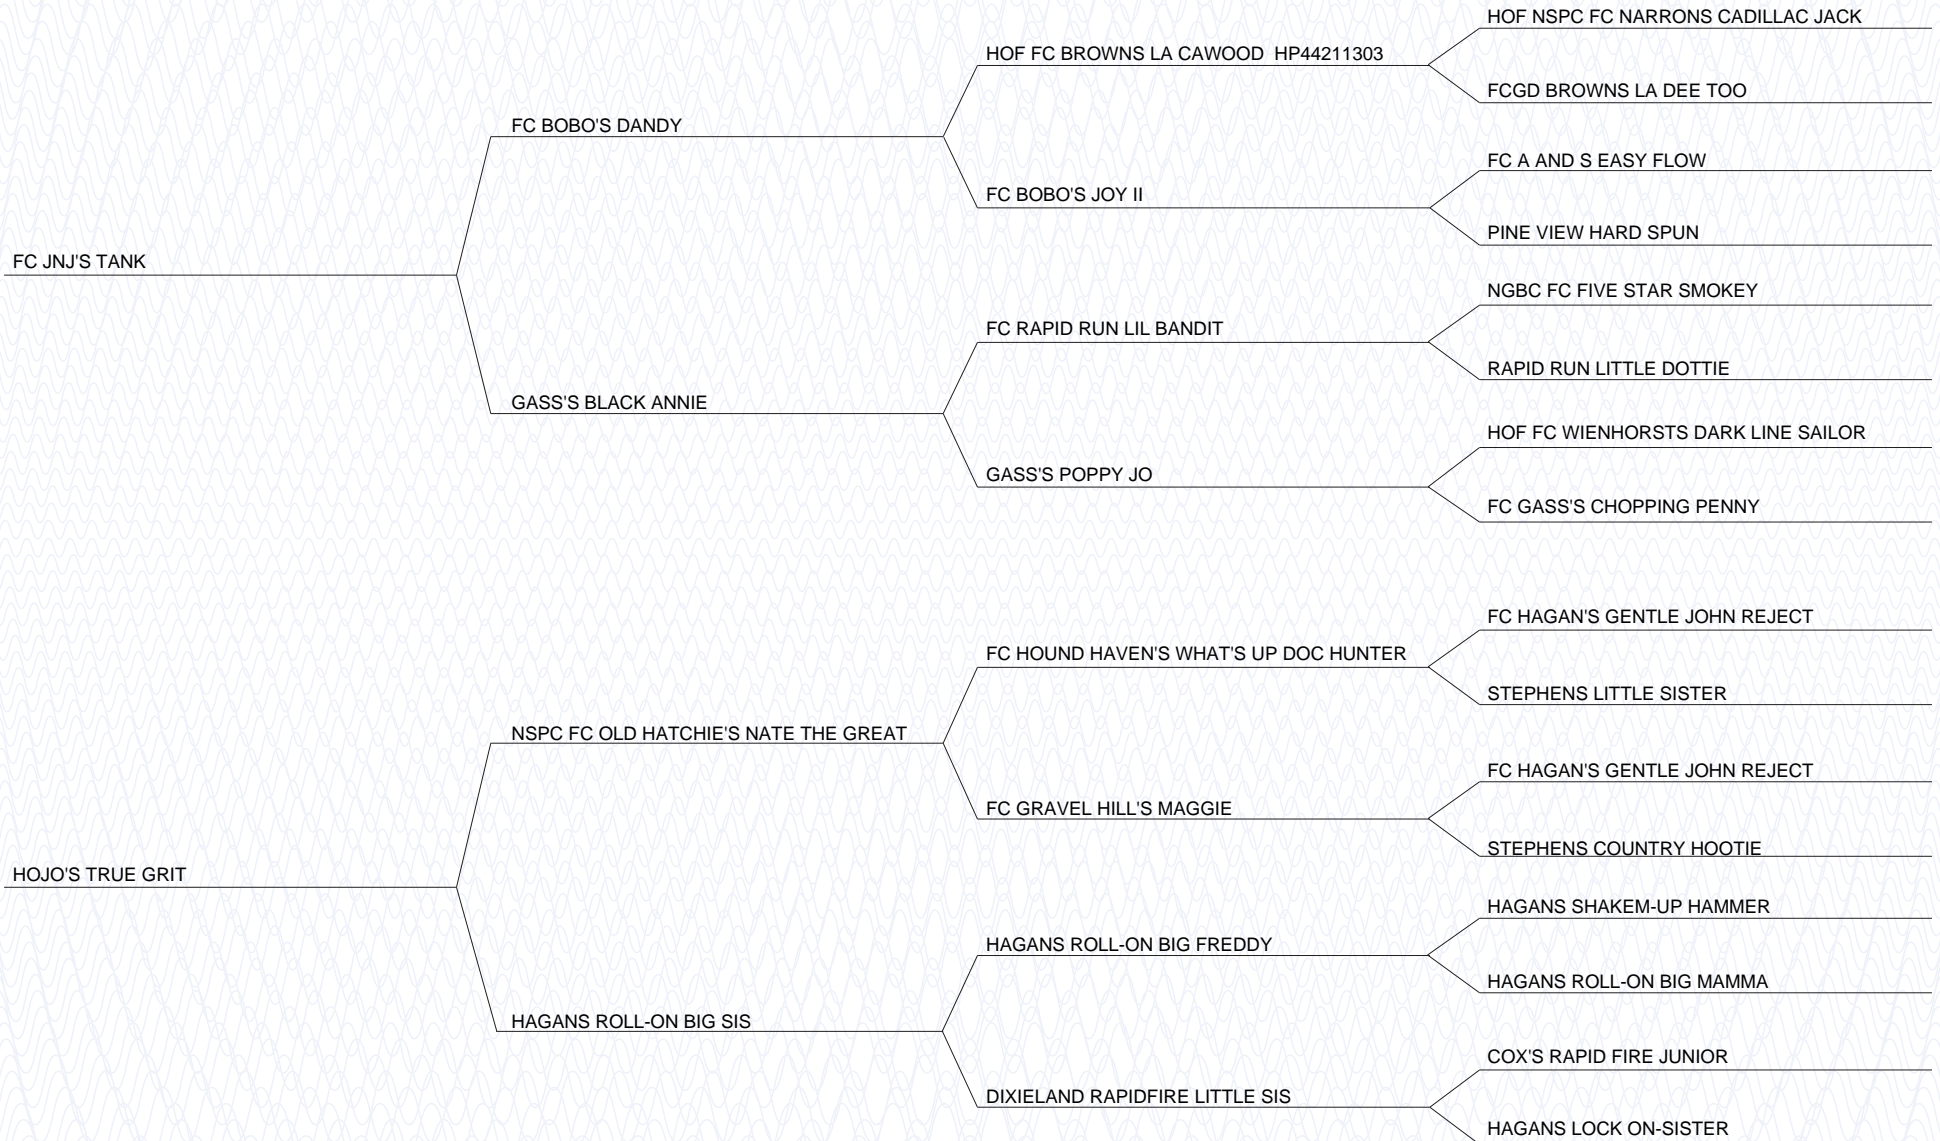 HOF NSPC FC NARRONS CADILLAC JACK
HOF FC BROWNS LA CAWOOD  HP44211303
FCGD BROWNS LA DEE TOO
FC BOBO'S DANDY
FC A AND S EASY FLOW
FC BOBO'S JOY II
PINE VIEW HARD SPUN
FC JNJ'S TANK
NGBC FC FIVE STAR SMOKEY
FC RAPID RUN LIL BANDIT
RAPID RUN LITTLE DOTTIE
GASS'S BLACK ANNIE
HOF FC WIENHORSTS DARK LINE SAILOR
GASS'S POPPY JO
FC GASS'S CHOPPING PENNY
FC HAGAN'S GENTLE JOHN REJECT
FC HOUND HAVEN'S WHAT'S UP DOC HUNTER
STEPHENS LITTLE SISTER
NSPC FC OLD HATCHIE'S NATE THE GREAT
FC HAGAN'S GENTLE JOHN REJECT
FC GRAVEL HILL'S MAGGIE
STEPHENS COUNTRY HOOTIE
HOJO'S TRUE GRIT
HAGANS SHAKEM-UP HAMMER
HAGANS ROLL-ON BIG FREDDY
HAGANS ROLL-ON BIG MAMMA
HAGANS ROLL-ON BIG SIS
COX'S RAPID FIRE JUNIOR
DIXIELAND RAPIDFIRE LITTLE SIS
HAGANS LOCK ON-SISTER